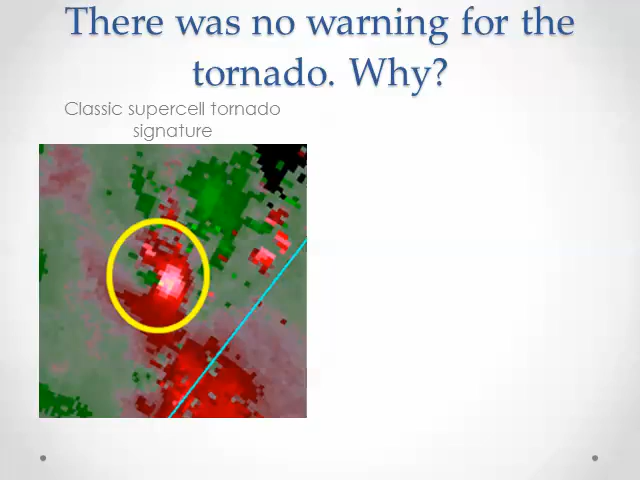 There was no warning for the
tornado. Why?
Classic supercell tornado
signature